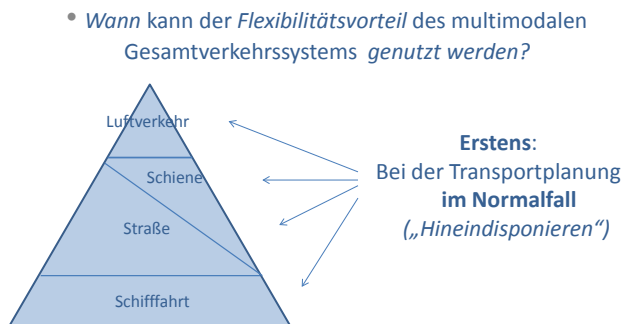 • Wann kann der Flexibilitätsvorteil des multimodalen
Gesamtverkehrssystems genutzt werden?
Luftverkehr
Schiene
Straße
Schifffahrt
Erstens:
Bei der Transportplanung
im Normalfall
(„Hineindisponieren“)